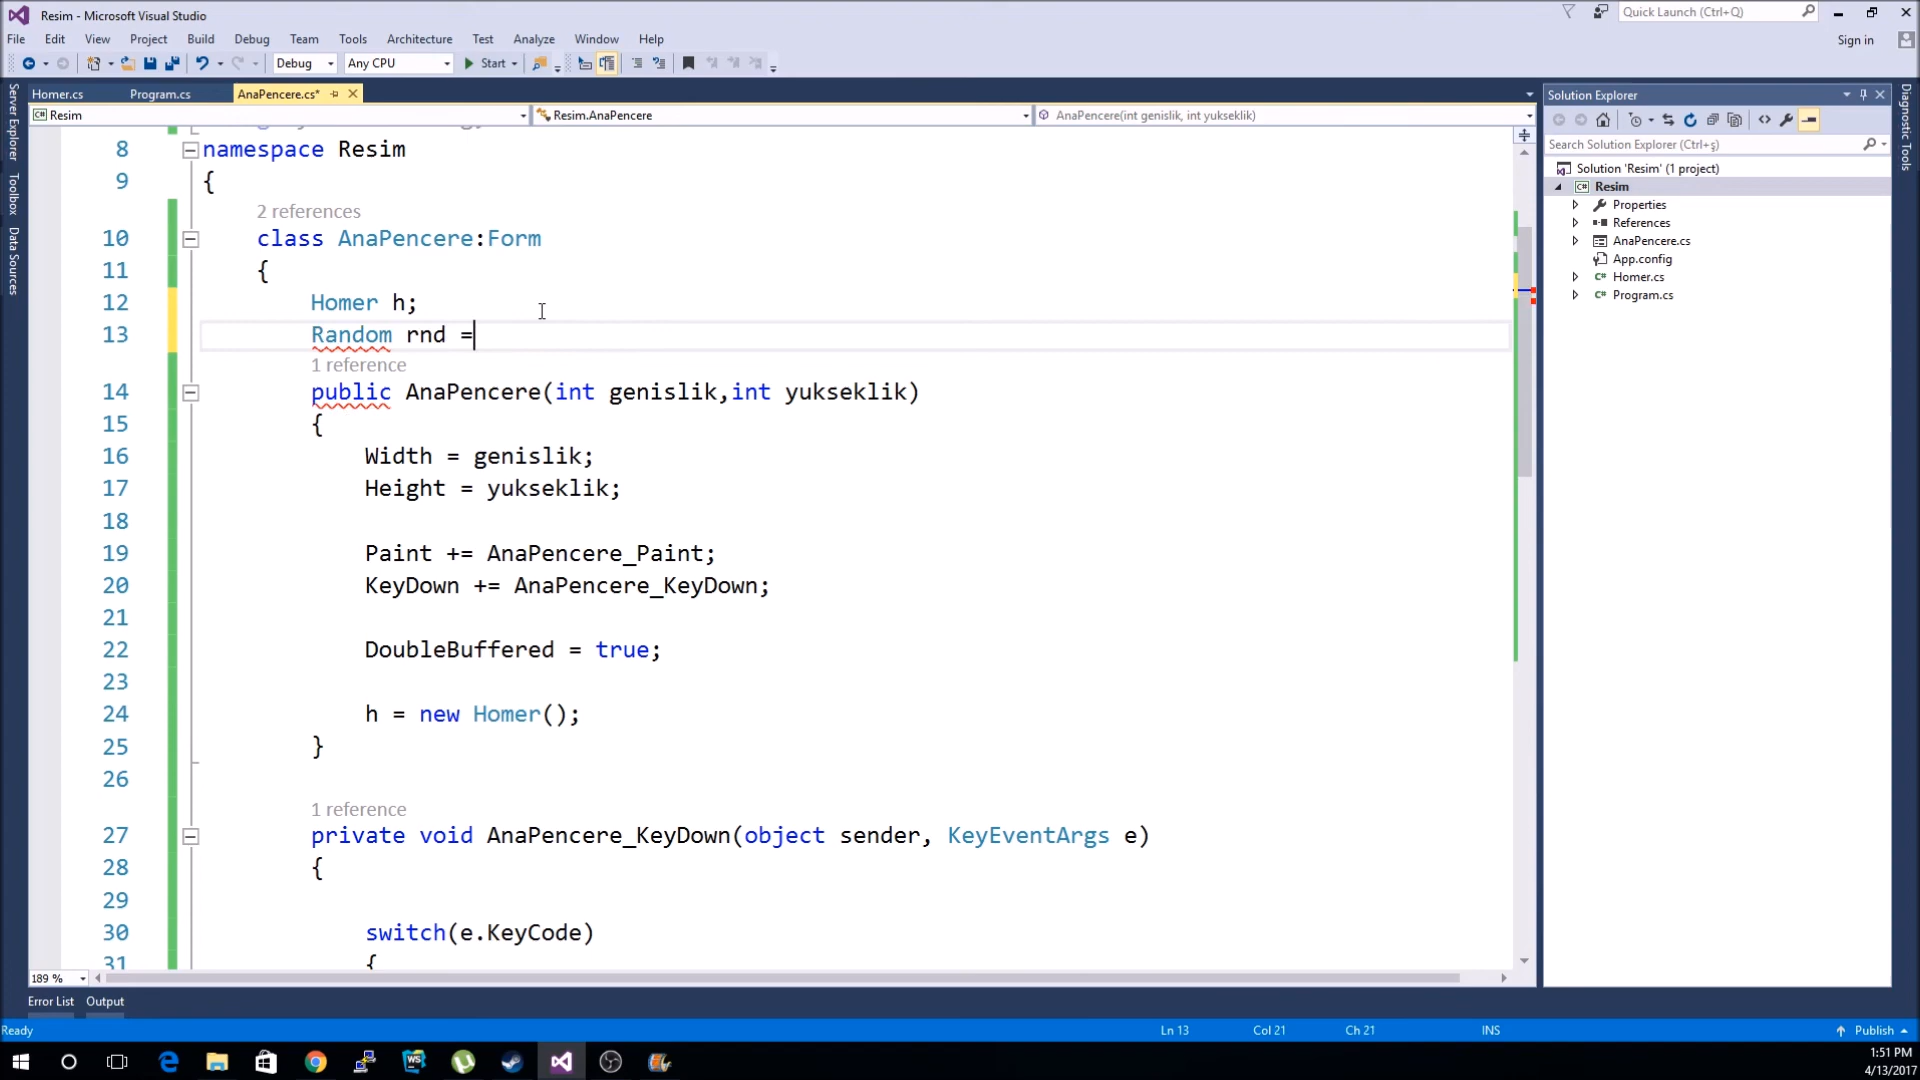 Resim - Microsoft Visual Studio
Quick Launch (Ctrl+Q)
File Edit View Project Build Debug Team Tools Architecture Test Analyze Window Help
Sign in
Debug Any CPU Start
Homer.cs Program.cs AnaPencere.cs*
Resim Resim.AnaPencere AnaPencere(int genislik, int yukseklik)
Server Explorer
Toolbox
Data Sources
8 namespace Resim
9 {
2 references
10 class AnaPencere:Form
11 {
12 Homer h;
13 Random rnd =
1 reference
14 public AnaPencere(int genislik,int yukseklik)
15 {
16 Width = genislik;
17 Height = yukseklik;
18
19 Paint += AnaPencere_Paint;
20 KeyDown += AnaPencere_KeyDown;
21
22 DoubleBuffered = true;
23
24 h = new Homer();
25 }
26
1 reference
27 private void AnaPencere_KeyDown(object sender, KeyEventArgs e)
28 {
29
30 switch(e.KeyCode)
31 {
189 %
Solution Explorer
Search Solution Explorer (Ctrl+ş)
Solution 'Resim' (1 project)
Resim
Properties
References
AnaPencere.cs
App.config
Homer.cs
Program.cs
Diagnostic Tools
Error List Output
Ready Ln 13 Col 21 Ch 21 INS Publish
1:51 PM
4/13/2017